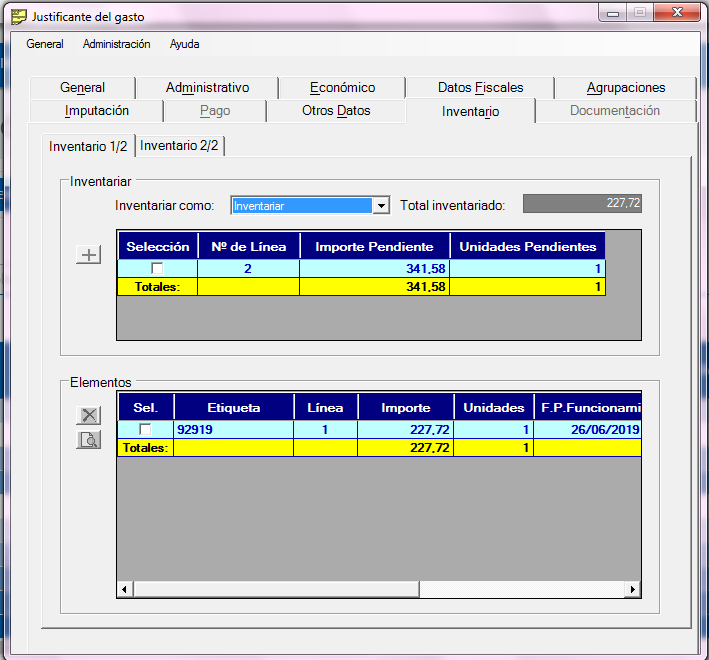 Justificante del gasto
General Administración Ayuda
General Administrativo Económico Datos Fiscales Agrupaciones
Imputación Pago Otros Datos Inventario Documentación
Inventario 1/2 Inventario 2/2
Inventariar
Inventariar como: Inventariar Total inventariado: 227,72
Selección Nº de Línea Importe Pendiente Unidades Pendientes
2 341,58 1
Totales: 341,58 1
Elementos
Sel. Etiqueta Línea Importe Unidades F.P.Funcionami
92919 1 227,72 1 26/06/2019
Totales: 227,72 1